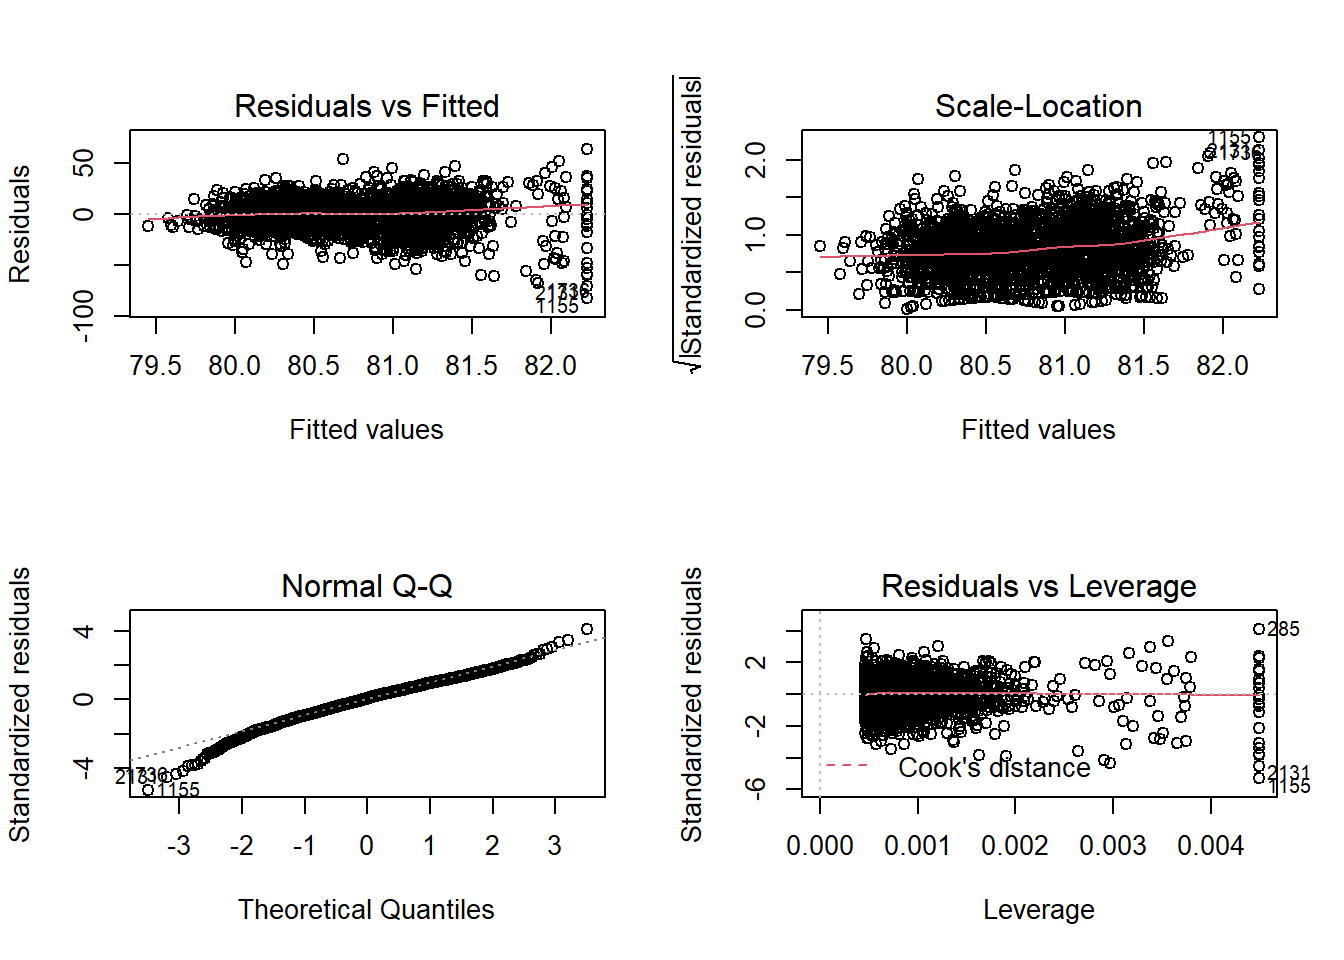 Residuals vs Fitted
Residuals
50
0
-100
1155
79.5 80.0 80.5 81.0 81.5 82.0
Fitted values
Scale-Location
√|Standardized residuals|
2.0
1.0
0.0
1155
79.5 80.0 80.5 81.0 81.5 82.0
Fitted values
Normal Q-Q
Standardized residuals
4
0
-4
1155
-3 -2 -1 0 1 2 3
Theoretical Quantiles
Residuals vs Leverage
Standardized residuals
2
-2
-6
285
2131
1155
Cook's distance
0.000 0.001 0.002 0.003 0.004
Leverage